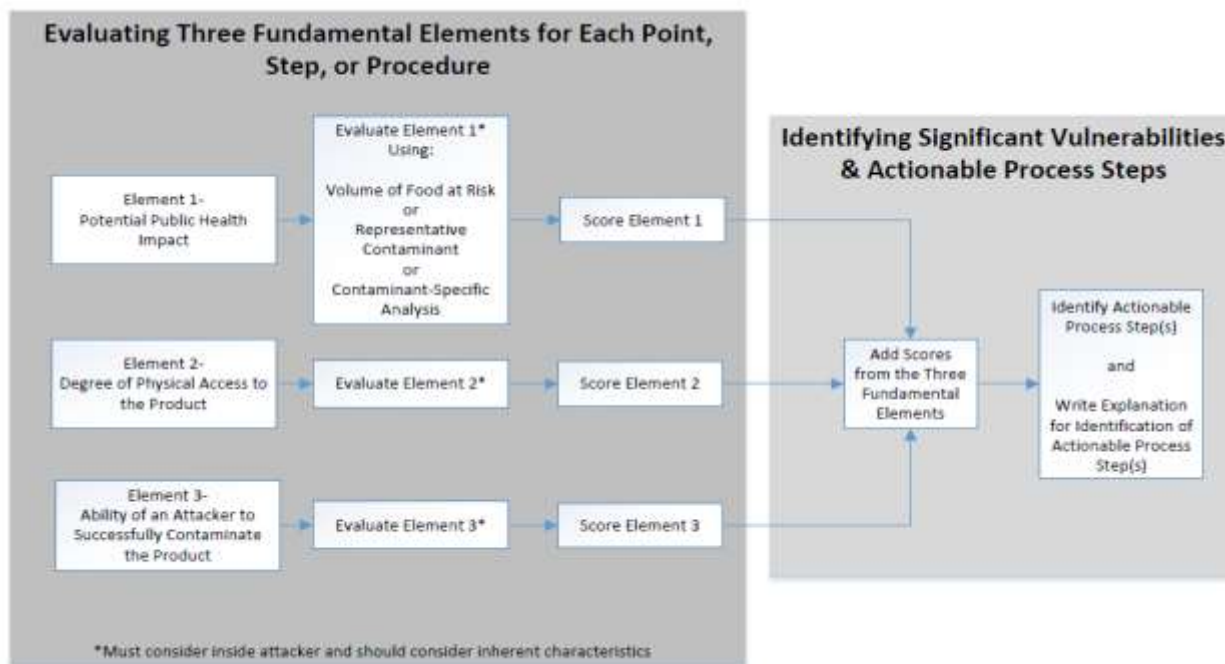 Evaluating Three Fundamental Elements for Each Point,
Step, or Procedure
Element 1-
Potential Public Health
Impact
Evaluate Element 1*
Using:
Volume of Food at Risk
or
Representative
Contaminant
or
Contaminant-Specific
Analysis
Score Element 1
Element 2-
Degree of Physical Access to
the Product
Evaluate Element 2*
Score Element 2
Element 3-
Ability of an Attacker to
Successfully Contaminate
the Product
Evaluate Element 3*
Score Element 3
*Must consider inside attacker and should consider inherent characteristics
Identifying Significant Vulnerabilities
& Actionable Process Steps
Add Scores
from the Three
Fundamental
Elements
Identify Actionable
Process Step(s)
and
Write Explanation
for Identification of
Actionable Process
Step(s)